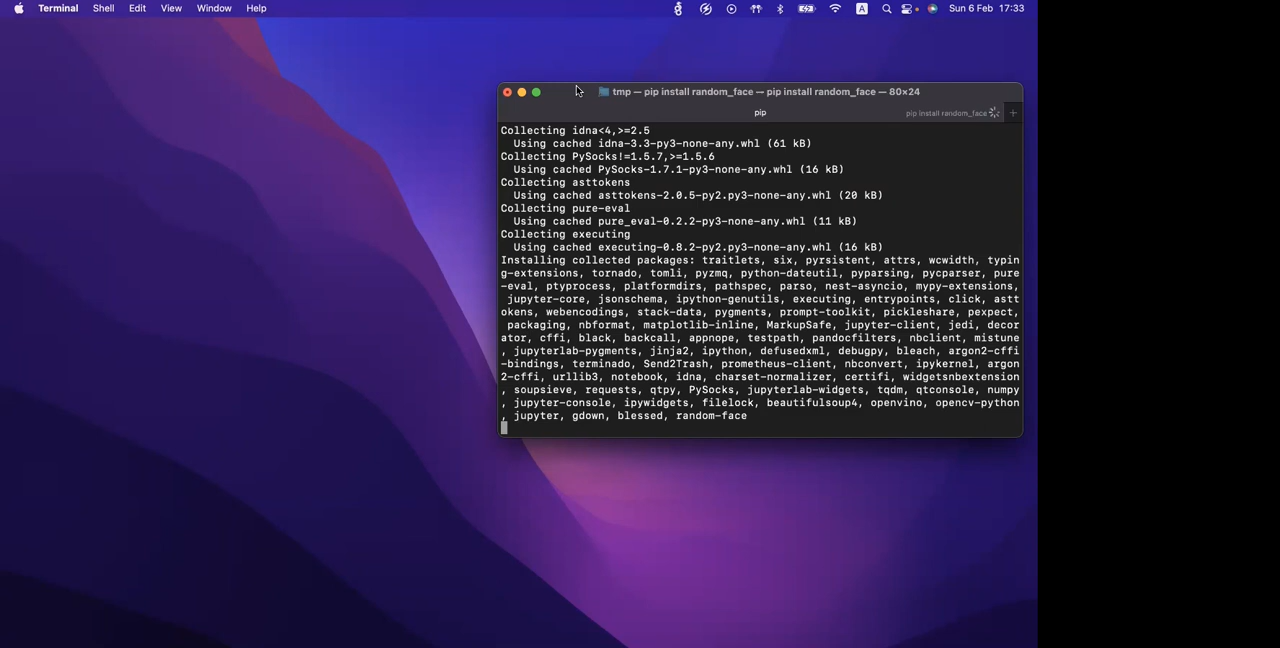 Terminal Shell Edit View Window Help A Sun 6 Feb 17:33
tmp — pip install random_face — pip install random_face — 80×24
pip pip install random_face +
Collecting idna<4,>=2.5
Using cached idna-3.3-py3-none-any.whl (61 kB)
Collecting PySocks!=1.5.7,>=1.5.6
Using cached PySocks-1.7.1-py3-none-any.whl (16 kB)
Collecting asttokens
Using cached asttokens-2.0.5-py2.py3-none-any.whl (20 kB)
Collecting pure-eval
Using cached pure_eval-0.2.2-py3-none-any.whl (11 kB)
Collecting executing
Using cached executing-0.8.2-py2.py3-none-any.whl (16 kB)
Installing collected packages: traitlets, six, pyrsistent, attrs, wcwidth, typin
g-extensions, tornado, tomli, pyzmq, python-dateutil, pyparsing, pycparser, pure
-eval, ptyprocess, platformdirs, pathspec, parso, nest-asyncio, mypy-extensions,
jupyter-core, jsonschema, ipython-genutils, executing, entrypoints, click, astt
okens, webencodings, stack-data, pygments, prompt-toolkit, pickleshare, pexpect,
packaging, nbformat, matplotlib-inline, MarkupSafe, jupyter-client, jedi, decor
ator, cffi, black, backcall, appnope, testpath, pandocfilters, nbclient, mistune
, jupyterlab-pygments, jinja2, ipython, defusedxml, debugpy, bleach, argon2-cffi
-bindings, terminado, Send2Trash, prometheus-client, nbconvert, ipykernel, argon
2-cffi, urllib3, notebook, idna, charset-normalizer, certifi, widgetsnbextension
, soupsieve, requests, qtpy, PySocks, jupyterlab-widgets, tqdm, qtconsole, numpy
, jupyter-console, ipywidgets, filelock, beautifulsoup4, openvino, opencv-python
, jupyter, gdown, blessed, random-face